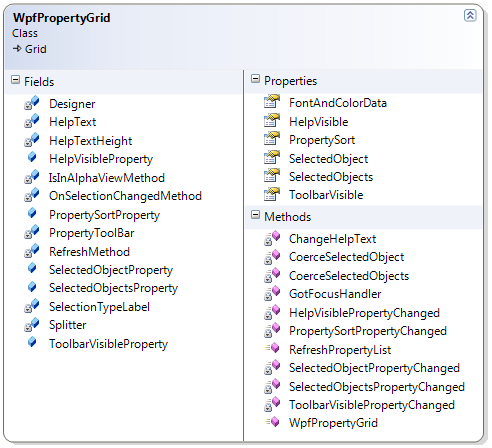 WpfPropertyGrid
Class
Grid
Fields
Designer
HelpText
HelpTextHeight
HelpVisibleProperty
IsInAlphaViewMethod
OnSelectionChangedMethod
PropertySortProperty
PropertyToolBar
RefreshMethod
SelectedObjectProperty
SelectedObjectsProperty
SelectionTypeLabel
Splitter
ToolbarVisibleProperty
Properties
FontAndColorData
HelpVisible
PropertySort
SelectedObject
SelectedObjects
ToolbarVisible
Methods
ChangeHelpText
CoerceSelectedObject
CoerceSelectedObjects
GotFocusHandler
HelpVisiblePropertyChanged
PropertySortPropertyChanged
RefreshPropertyList
SelectedObjectPropertyChanged
SelectedObjectsPropertyChanged
ToolbarVisiblePropertyChanged
WpfPropertyGrid